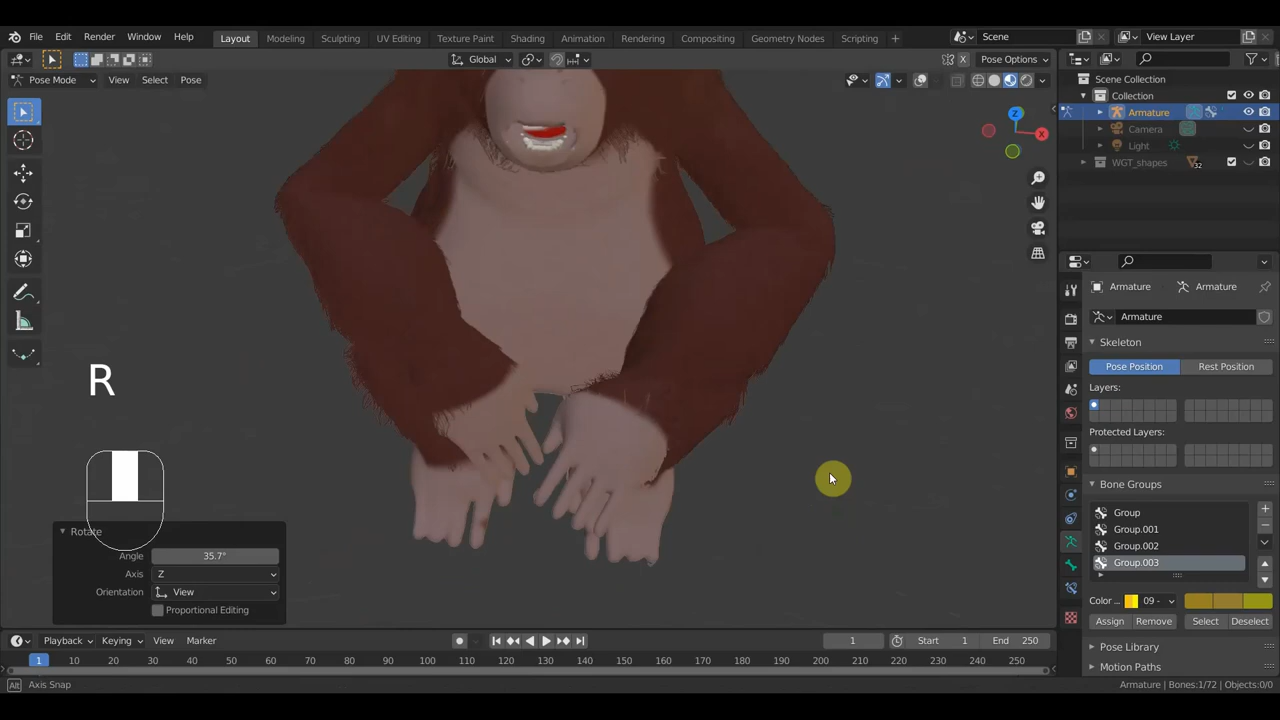 File Edit Render Window Help Layout Modeling Sculpting UV Editing Texture Paint Shading Animation Rendering Compositing Geometry Nodes Scripting + Scene View Layer
Global Pose Options
Pose Mode View Select Pose
Scene Collection
Collection
Armature
Camera
Light
WGT_shapes 32
Z
X
Armature Armature
Armature
Skeleton
Pose Position Rest Position
Layers:
Protected Layers:
Bone Groups
Group
Group.001
Group.002
Group.003
Color ... 09 -
Assign Remove Select Deselect
Pose Library
Motion Paths
R
Rotate
Angle 35.7°
Axis Z
Orientation View
Proportional Editing
Playback Keying View Marker 1 Start 1 End 250
1 10 20 30 40 50 60 70 80 90 100 110 120 130 140 150 160 170 180 190 200 210 220 230 240 250
Alt Axis Snap
Armature | Bones:1/72 | Objects:0/0